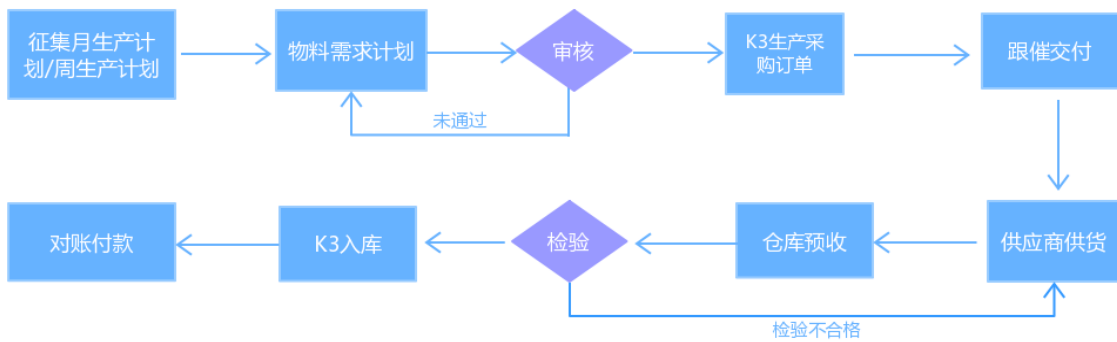 征集月生产计
划/周生产计划
物料需求计划
审核
K3生产采
购订单
跟催交付
未通过
对账付款
K3入库
检验
仓库预收
供应商供货
检验不合格